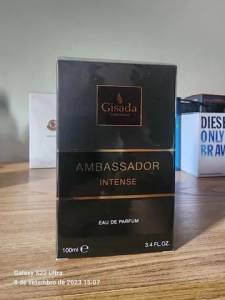 Gisada
AMBASSADOR
INTENSE
EAU DE PARFUM
100ml ℮ 3.4 FL.OZ.
DIESEL
ONLY
BRAV
Galaxy S22 Ultra
8 de setembro de 2023 15:07